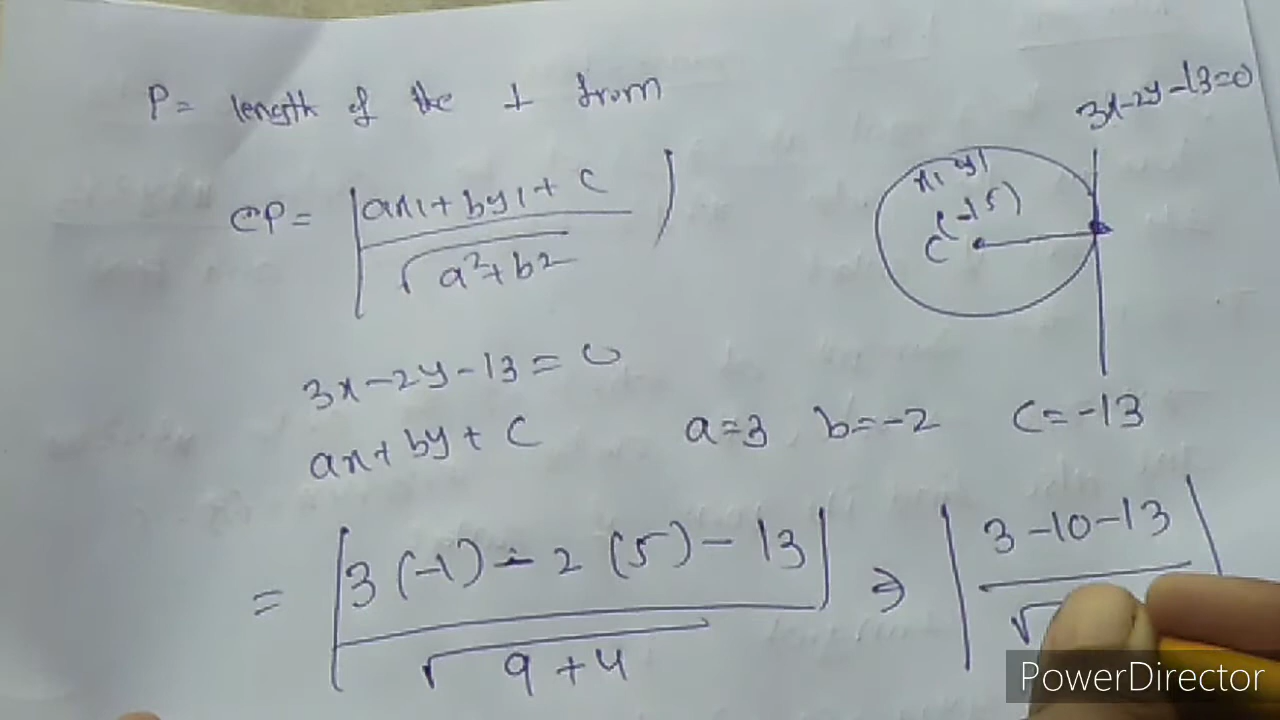 P = length of the ⊥ from
3x-2y-13=0
CP = |ax1 + by1 + c|
√a²+b²
x1 y1
(-1 5)
C
3x-2y-13=0
ax+by+c a=3 b=-2 c=-13
= |3(-1)-2(5)-13| ⇒ |3-10-13|
√9+4 √
PowerDirector